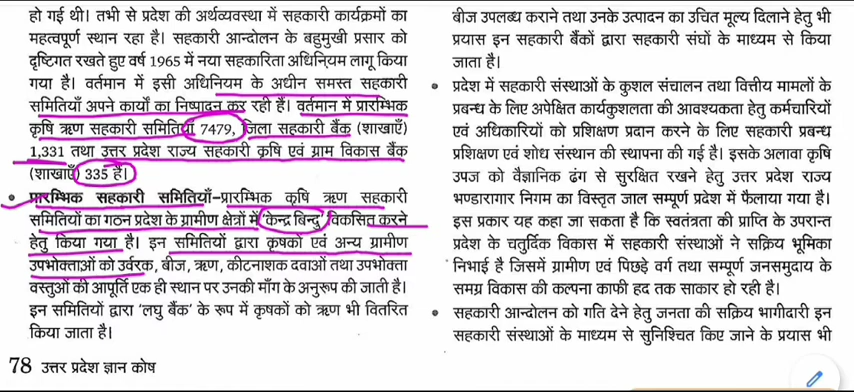 हो गई थी। तभी से प्रदेश की अर्थव्यवस्था में सहकारी कार्यक्रमों का
महत्वपूर्ण स्थान रहा है। सहकारी आन्दोलन के बहुमुखी प्रसार को
दृष्टिगत रखते हुए वर्ष 1965 में नया सहकारिता अधिनियम लागू किया
गया है। वर्तमान में इसी अधिनियम के अधीन समस्त सहकारी
समितियाँ अपने कार्यों का निष्पादन कर रही हैं। वर्तमान में प्रारम्भिक
कृषि ऋण सहकारी समितियाँ 7479, जिला सहकारी बैंक (शाखाएँ)
1,331 तथा उत्तर प्रदेश राज्य सहकारी कृषि एवं ग्राम विकास बैंक
(शाखाएँ) 335 हैं।
• प्रारम्भिक सहकारी समितियाँ–प्रारम्भिक कृषि ऋण सहकारी
समितियों का गठन प्रदेश के ग्रामीण क्षेत्रों में 'केन्द्र बिन्दु' विकसित करने
हेतु किया गया है। इन समितियों द्वारा कृषकों एवं अन्य ग्रामीण
उपभोक्ताओं को उर्वरक, बीज, ऋण, कीटनाशक दवाओं तथा उपभोक्ता
वस्तुओं की आपूर्ति एक ही स्थान पर उनकी माँग के अनुरूप की जाती है।
इन समितियों द्वारा 'लघु बैंक' के रूप में कृषकों को ऋण भी वितरित
किया जाता है।
78 उत्तर प्रदेश ज्ञान कोष
बीज उपलब्ध कराने तथा उनके उत्पादन का उचित मूल्य दिलाने हेतु भी
प्रयास इन सहकारी बैंकों द्वारा सहकारी संघों के माध्यम से किया
जाता है।
• प्रदेश में सहकारी संस्थाओं के कुशल संचालन तथा वित्तीय मामलों के
प्रबन्ध के लिए अपेक्षित कार्यकुशलता की आवश्यकता हेतु कर्मचारियों
एवं अधिकारियों को प्रशिक्षण प्रदान करने के लिए सहकारी प्रबन्ध
प्रशिक्षण एवं शोध संस्थान की स्थापना की गई है। इसके अलावा कृषि
उपज को वैज्ञानिक ढंग से सुरक्षित रखने हेतु उत्तर प्रदेश राज्य
भण्डारागार निगम का विस्तृत जाल सम्पूर्ण प्रदेश में फैलाया गया है।
इस प्रकार यह कहा जा सकता है कि स्वतंत्रता की प्राप्ति के उपरान्त
प्रदेश के चतुर्दिक विकास में सहकारी संस्थाओं ने सक्रिय भूमिका
निभाई है जिसमें ग्रामीण एवं पिछड़े वर्ग तथा सम्पूर्ण जनसमुदाय के
समग्र विकास की कल्पना काफी हद तक साकार हो रही है।
• सहकारी आन्दोलन को गति देने हेतु जनता की सक्रिय भागीदारी इन
सहकारी संस्थाओं के माध्यम से सुनिश्चित किए जाने के प्रयास भी